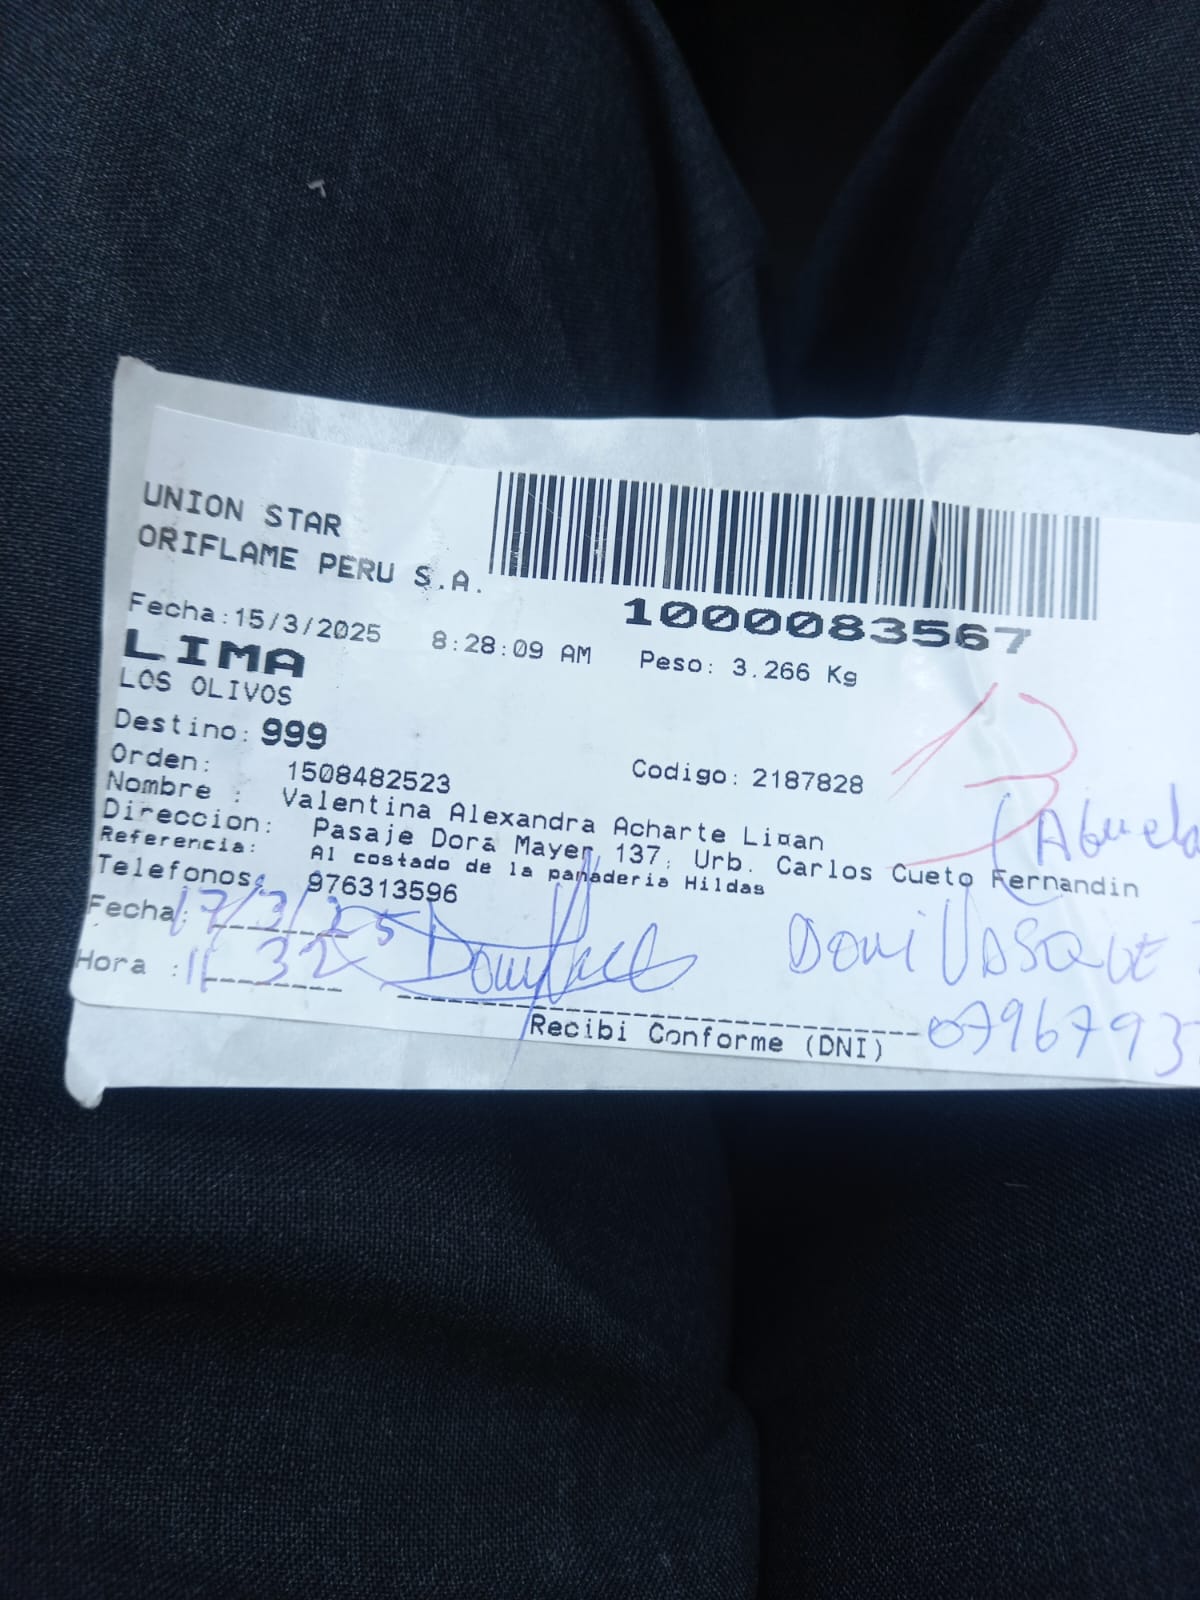 UNION STAR
ORIFLAME PERU S.A.
1000083567
Fecha:15/3/2025 8:28:09 AM Peso: 3.266 Kg
LIMA
LOS OLIVOS
Destino: 999
Orden: 1508482523 Codigo: 2187828
Nombre : Valentina Alexandra Acharte
Direccion: Pasaje Dora Mayer 137, Urb. Carlos Cueto Fernandin
Referencia: Al costado de la panaderia Hildas
Telefonos: 976313596
(Abuela
Fecha: 17/3/25
Hora : 11 32
Recibi Conforme (DNI)